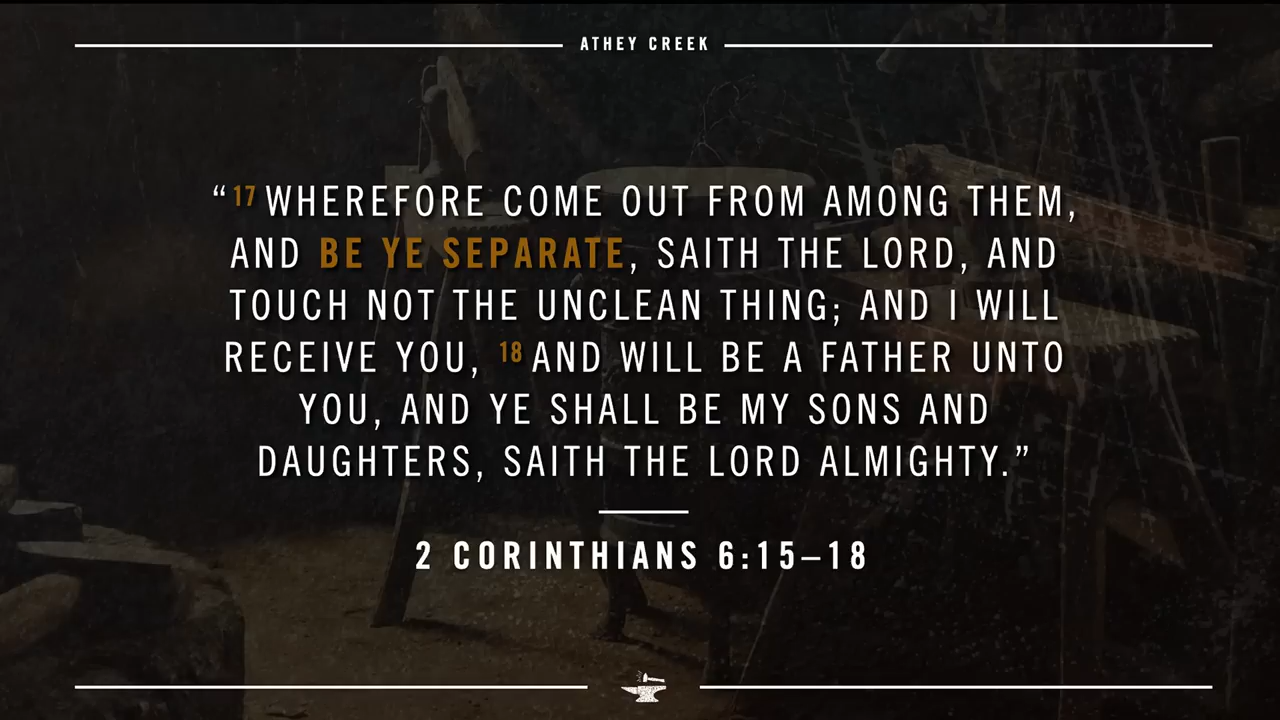 ATHEY CREEK
“17 WHEREFORE COME OUT FROM AMONG THEM,
AND BE YE SEPARATE, SAITH THE LORD, AND
TOUCH NOT THE UNCLEAN THING; AND I WILL
RECEIVE YOU, 18 AND WILL BE A FATHER UNTO
YOU, AND YE SHALL BE MY SONS AND
DAUGHTERS, SAITH THE LORD ALMIGHTY.”
2 CORINTHIANS 6:15–18